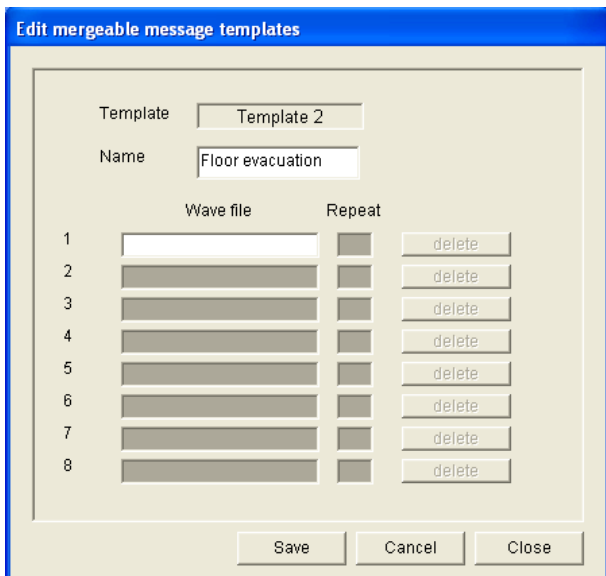 Edit mergeable message templates
Template Template 2
Name Floor evacuation
Wave file Repeat
1 delete
2 delete
3 delete
4 delete
5 delete
6 delete
7 delete
8 delete
Save Cancel Close